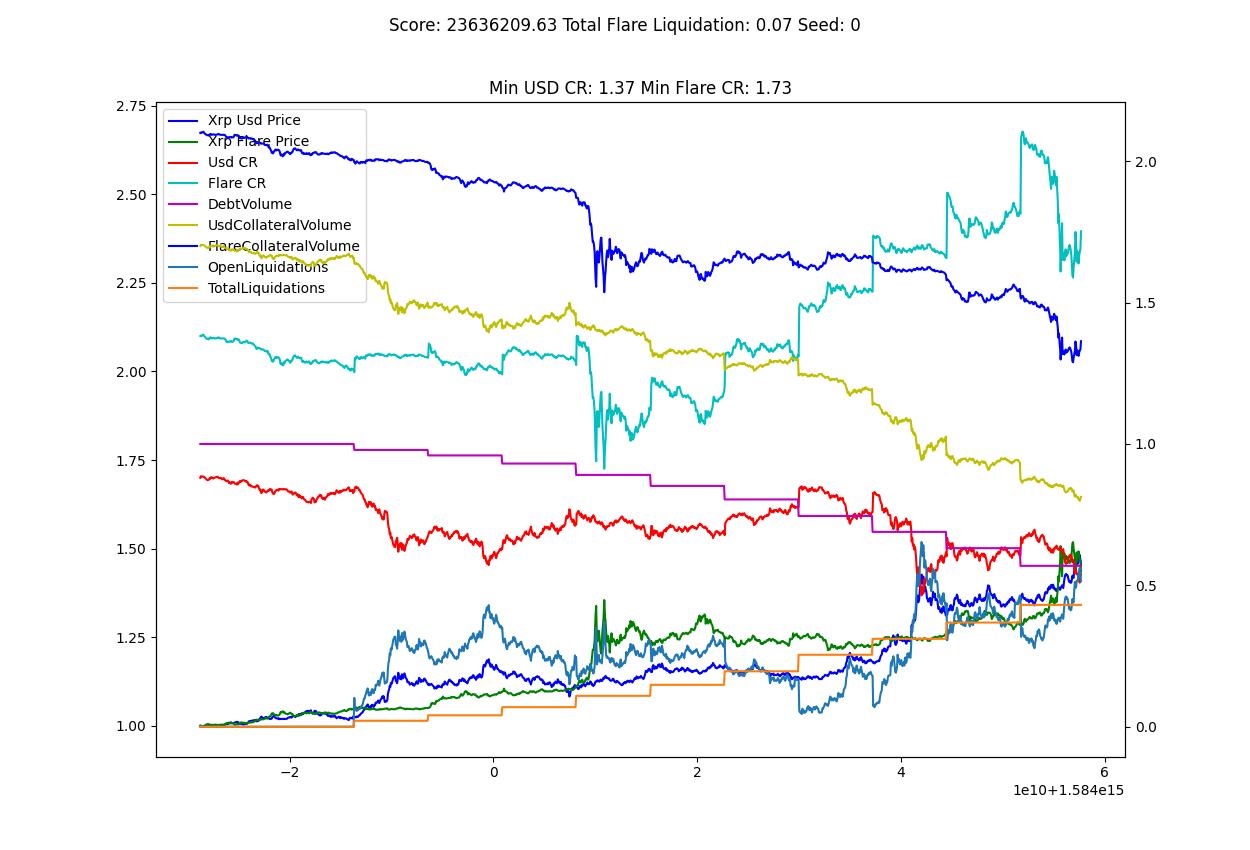 Score: 23636209.63 Total Flare Liquidation: 0.07 Seed: 0
Min USD CR: 1.37 Min Flare CR: 1.73
Xrp Usd Price
Xrp Flare Price
Usd CR
Flare CR
DebtVolume
UsdCollateralVolume
FlareCollateralVolume
OpenLiquidations
TotalLiquidations
2.75
2.50
2.25
2.00
1.75
1.50
1.25
1.00
2.0
1.5
1.0
0.5
0.0
−2
0
2
4
6
1e10+1.584e15